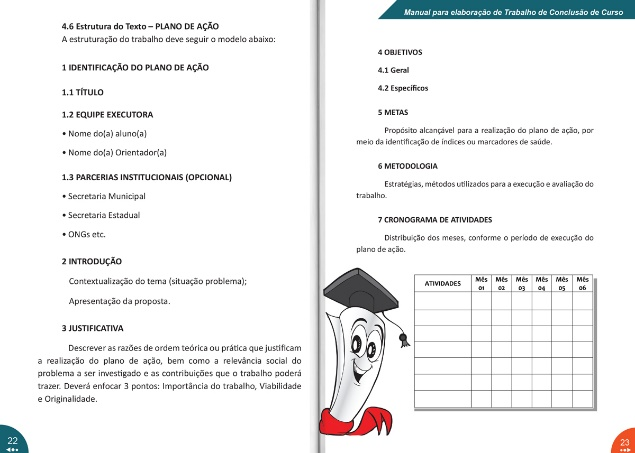 4.6 Estrutura do Texto – PLANO DE AÇÃO
A estruturação do trabalho deve seguir o modelo abaixo:
1 IDENTIFICAÇÃO DO PLANO DE AÇÃO
1.1 TÍTULO
1.2 EQUIPE EXECUTORA
• Nome do(a) aluno(a)
• Nome do(a) Orientador(a)
1.3 PARCERIAS INSTITUCIONAIS (OPCIONAL)
• Secretaria Municipal
• Secretaria Estadual
• ONGs etc.
2 INTRODUÇÃO
Contextualização do tema (situação problema);
Apresentação da proposta.
3 JUSTIFICATIVA
Descrever as razões de ordem teórica ou prática que justificam
a realização do plano de ação, bem como a relevância social do
problema a ser investigado e as contribuições que o trabalho poderá
trazer. Deverá enfocar 3 pontos: Importância do trabalho, Viabilidade
e Originalidade.
22
Manual para elaboração de Trabalho de Conclusão de Curso
4 OBJETIVOS
4.1 Geral
4.2 Específicos
5 METAS
Propósito alcançável para a realização do plano de ação, por
meio da identificação de índices ou marcadores de saúde.
6 METODOLOGIA
Estratégias, métodos utilizados para a execução e avaliação do
trabalho.
7 CRONOGRAMA DE ATIVIDADES
Distribuição dos meses, conforme o período de execução do
plano de ação.
ATIVIDADES Mês 01 Mês 02 Mês 03 Mês 04 Mês 05 Mês 06
23